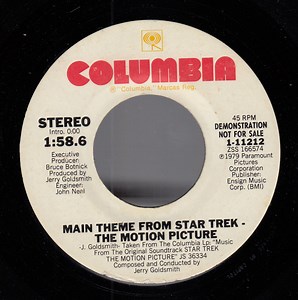 COLUMBIA
® "Columbia," Marcas Reg.
STEREO
Intro. 0:00
1:58.6
Executive
Producer:
Bruce Botnick
Produced by
Jerry Goldsmith
Engineer:
John Neil
45 RPM
DEMONSTRATION
NOT FOR SALE
1-11212
ZSS 166574
℗ 1979 Paramount
Pictures
Corporation
Publisher:
Ensign Music
Corp. (BMI)
MAIN THEME FROM STAR TREK -
THE MOTION PICTURE
-J. Goldsmith- Taken From The Columbia Lp: "Music
From The Original Soundtrack STAR TREK
THE MOTION PICTURE" JS 36334
Composed and Conducted by
Jerry Goldsmith